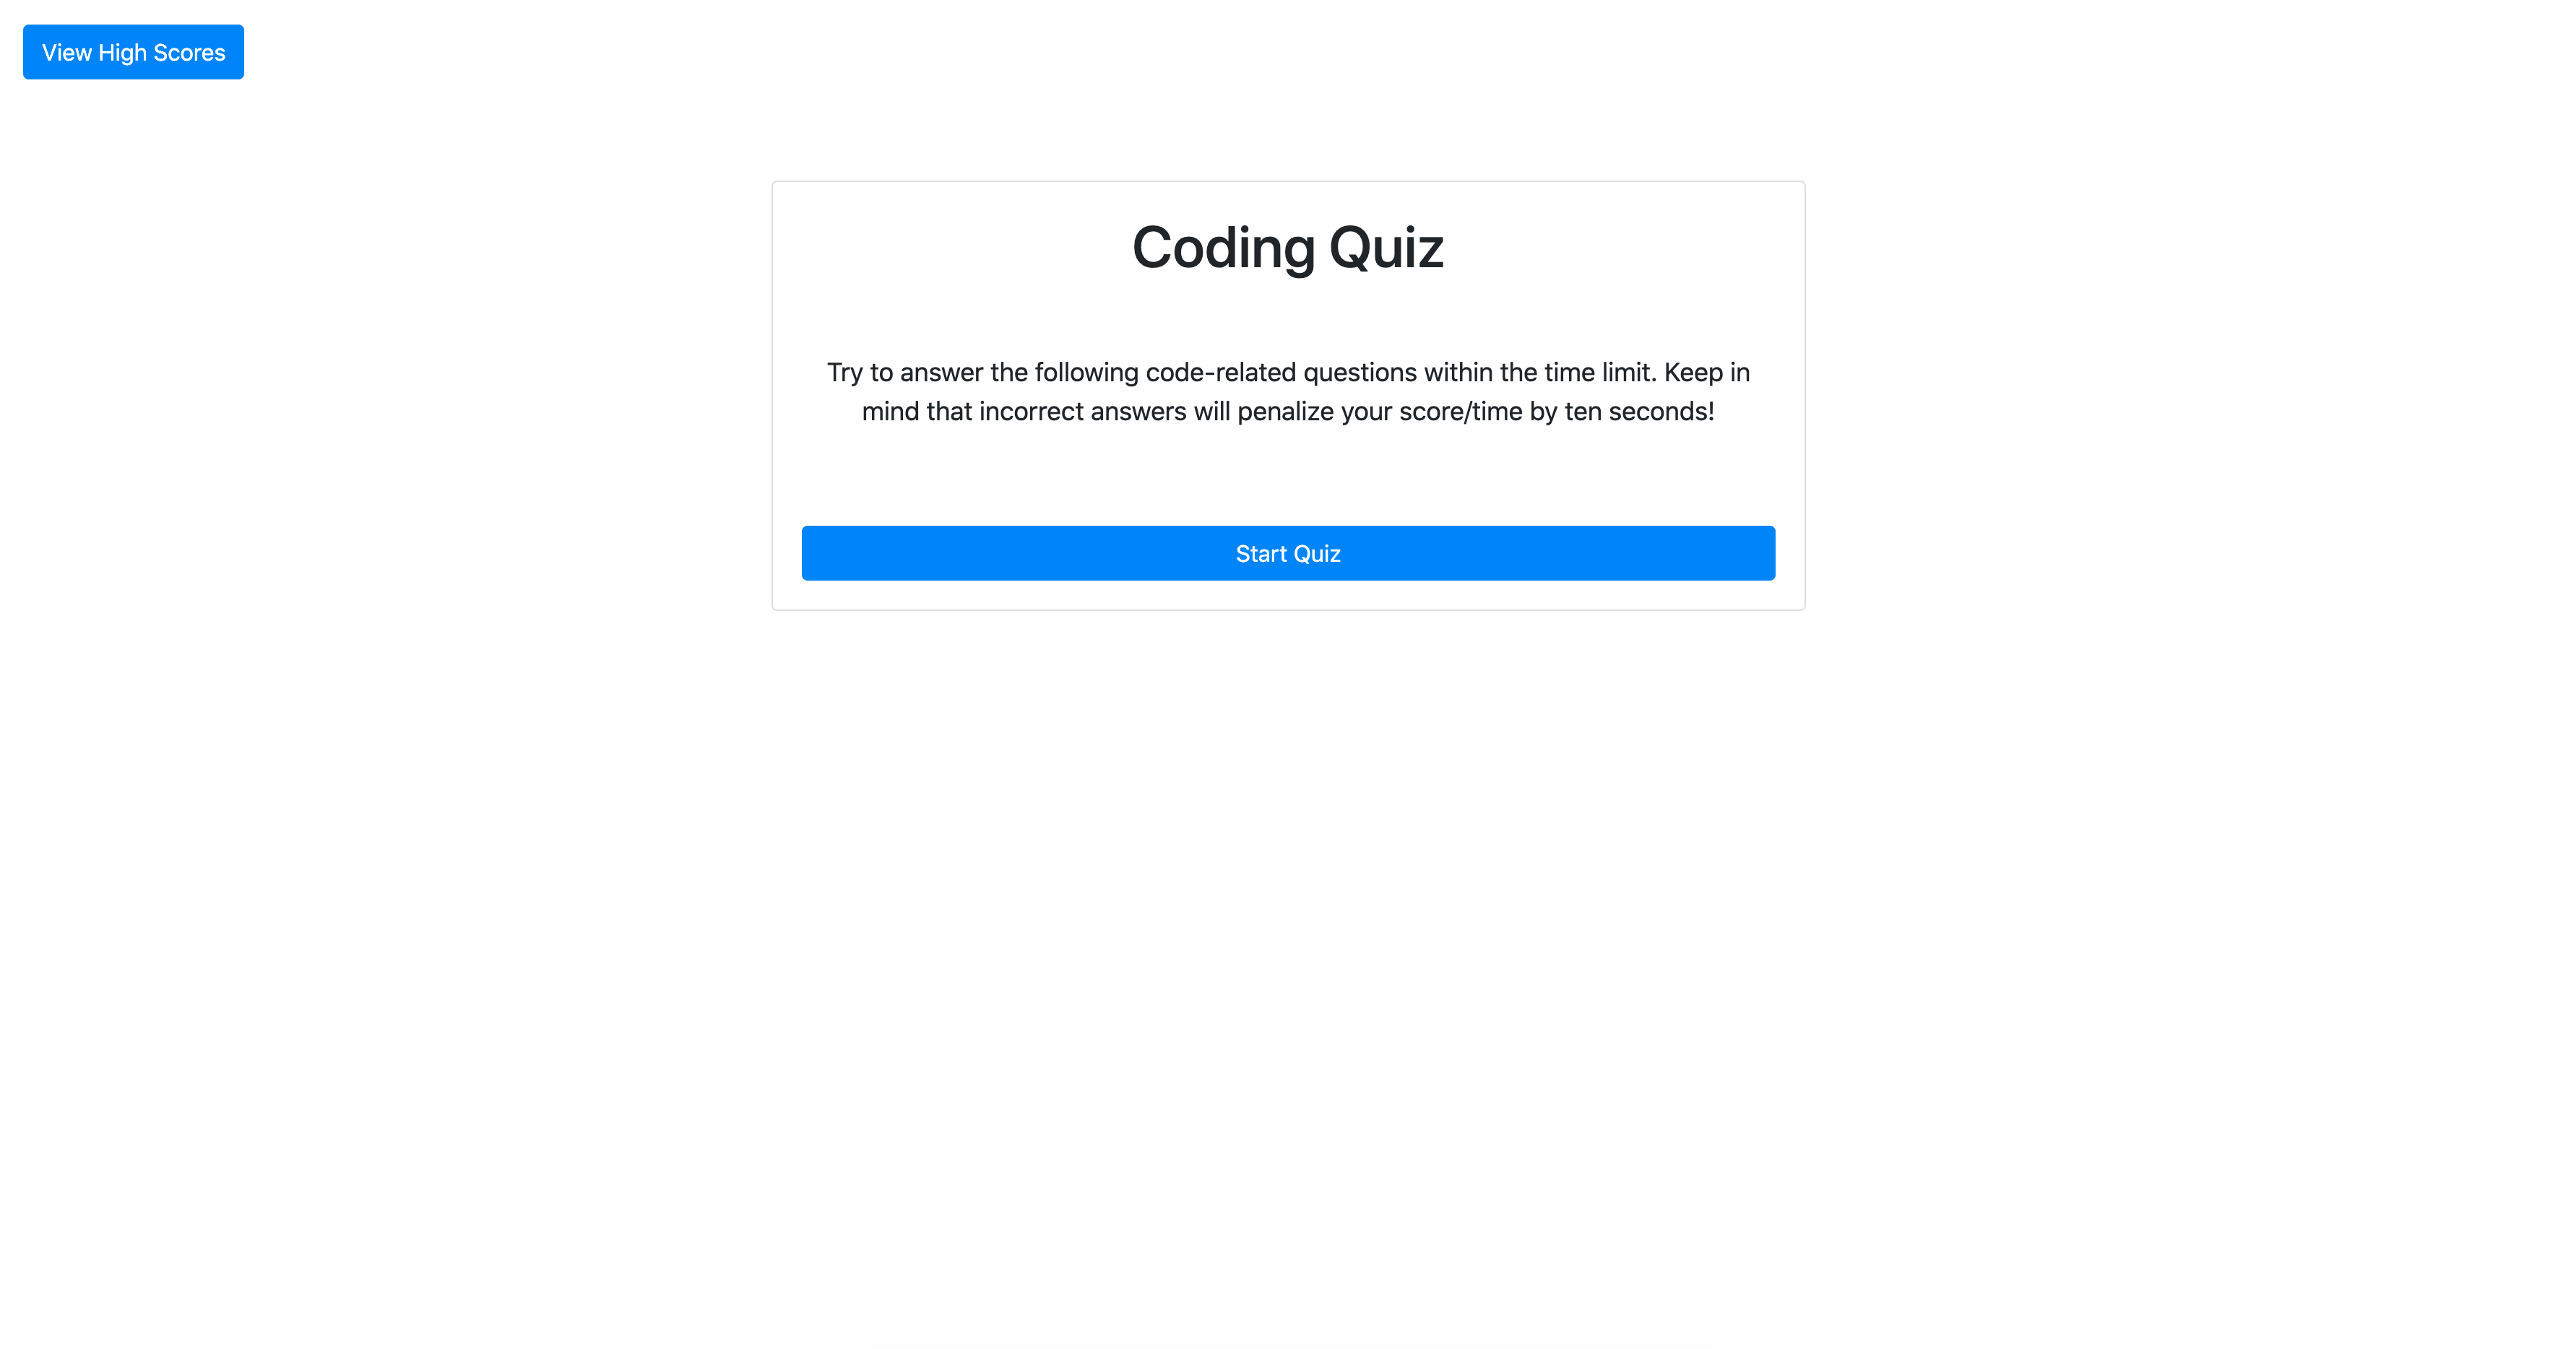 View High Scores
Coding Quiz
Try to answer the following code-related questions within the time limit. Keep in
mind that incorrect answers will penalize your score/time by ten seconds!
Start Quiz